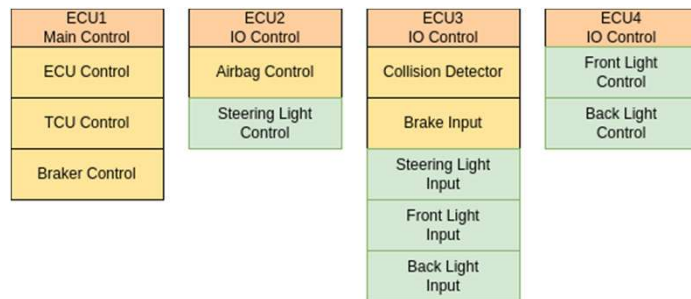 ECU1
Main Control
ECU Control
TCU Control
Braker Control
ECU2
IO Control
Airbag Control
Steering Light
Control
ECU3
IO Control
Collision Detector
Brake Input
Steering Light
Input
Front Light
Input
Back Light
Input
ECU4
IO Control
Front Light
Control
Back Light
Control